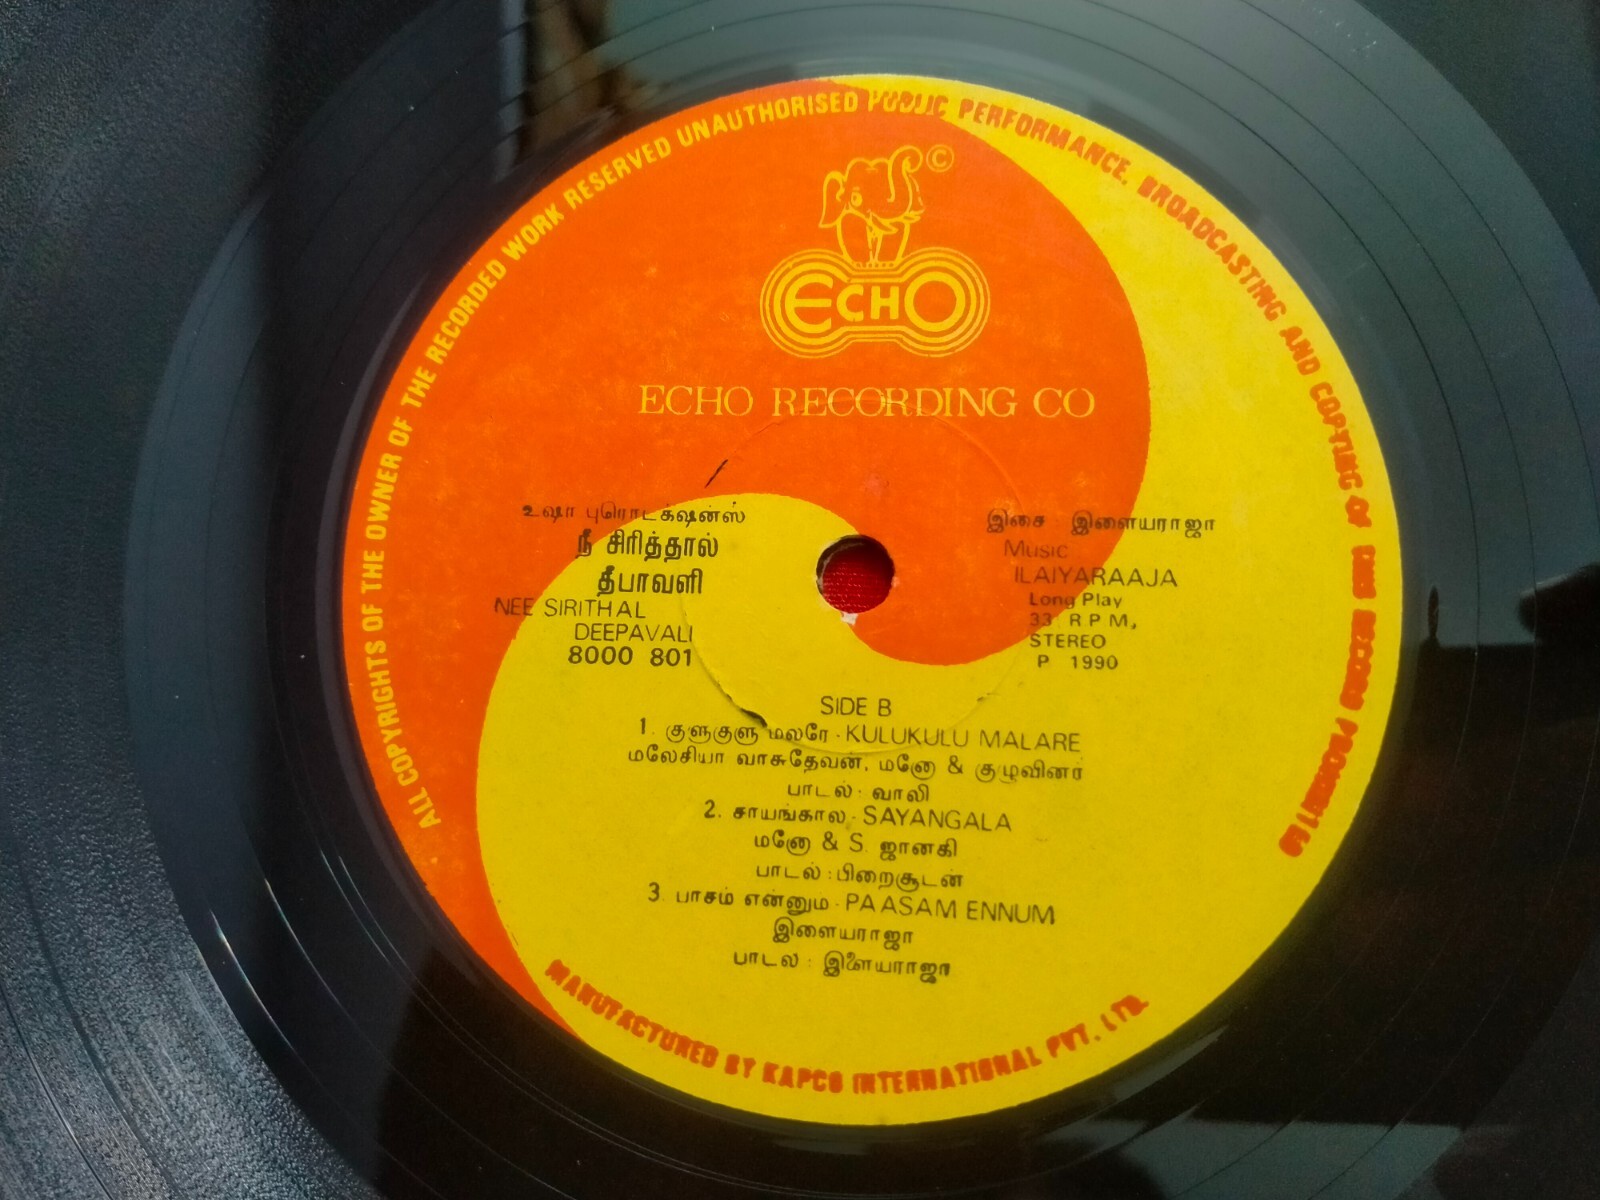 ALL COPYRIGHTS OF THE OWNER OF THE RECORDED WORK RESERVED UNAUTHORISED PUBLIC PERFORMANCE, BROADCASTING AND COPYING OF THIS RECORD PROHIBITED
©
ECHO
ECHO RECORDING CO
உஷா புரொடக்ஷன்ஸ்
நீ சிரித்தால்
தீபாவளி
NEE SIRITHAL
DEEPAVALI
8000 801
இசை : இளையராஜா
Music
ILAIYARAAJA
Long Play
33 R P M,
STEREO
P 1990
SIDE B
1. குளுகுளு மலரே - KULUKULU MALARE
மலேசியா வாசுதேவன், மனோ & குழுவினர்
பாடல் : வாலி
2. சாயங்கால - SAYANGALA
மனோ & S. ஜானகி
பாடல் : பிறைசூடன்
3. பாசம் என்னும் - PAASAM ENNUM
இளையராஜா
பாடல் : இளையராஜா
MANUFACTURED BY KAPCO INTERNATIONAL PVT. LTD.